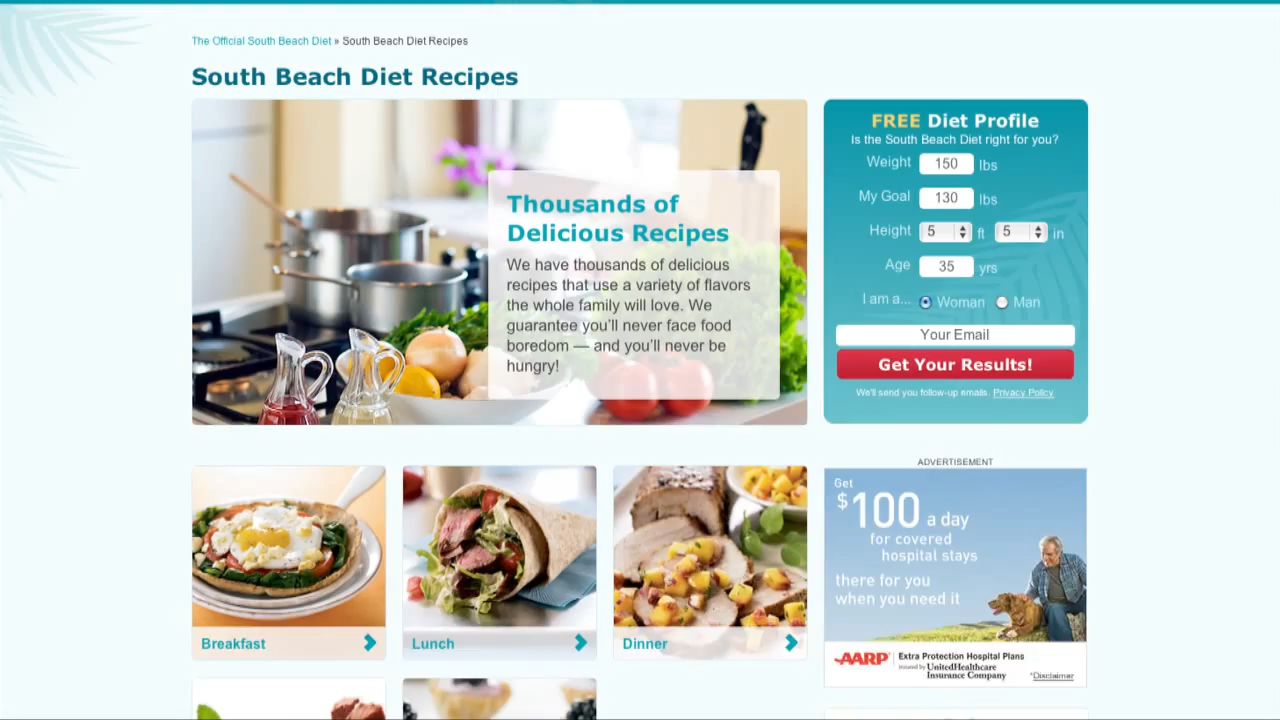 The Official South Beach Diet » South Beach Diet Recipes
South Beach Diet Recipes
Thousands of
Delicious Recipes
We have thousands of delicious
recipes that use a variety of flavors
the whole family will love. We
guarantee you'll never face food
boredom — and you'll never be
hungry!
FREE Diet Profile
Is the South Beach Diet right for you?
Weight 150 lbs
My Goal 130 lbs
Height 5 ft 5 in
Age 35 yrs
I am a... Woman Man
Your Email
Get Your Results!
We'll send you follow-up emails. Privacy Policy
Breakfast
Lunch
Dinner
ADVERTISEMENT
Get
$100 a day
for covered
hospital stays
there for you
when you need it
AARP Extra Protection Hospital Plans
insured by UnitedHealthcare
Insurance Company
*Disclaimer